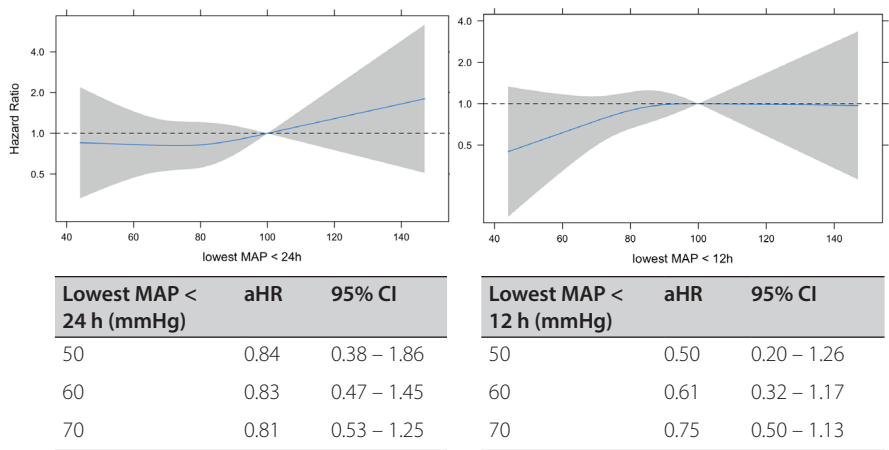 Hazzard Ratio
4.0
2.0
1.0
0.5
40 60 80 100 120 140
lowest MAP < 24h
4.0
2.0
1.0
0.5
40 60 80 100 120 140
lowest MAP < 12h
Lowest MAP < aHR 95% CI
24 h (mmHg)
50 0.84 0.38 – 1.86
60 0.83 0.47 – 1.45
70 0.81 0.53 – 1.25
Lowest MAP < aHR 95% CI
12 h (mmHg)
50 0.50 0.20 – 1.26
60 0.61 0.32 – 1.17
70 0.75 0.50 – 1.13